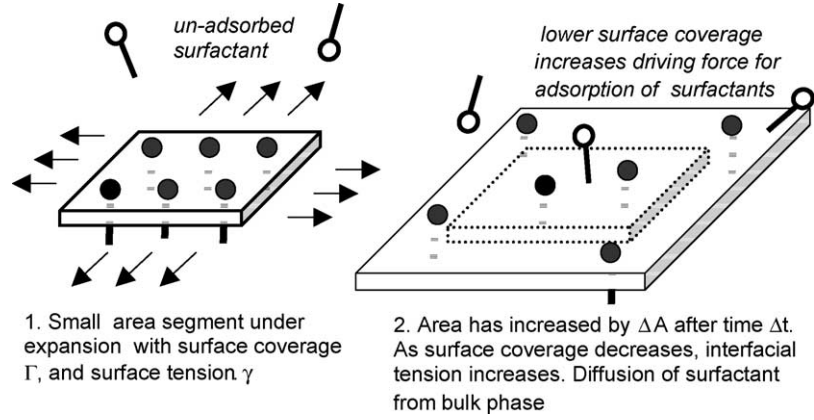 un-adsorbed
surfactant
lower surface coverage
increases driving force for
adsorption of surfactants
1. Small area segment under
expansion with surface coverage
Γ, and surface tension γ
2. Area has increased by ΔA after time Δt.
As surface coverage decreases, interfacial
tension increases. Diffusion of surfactant
from bulk phase